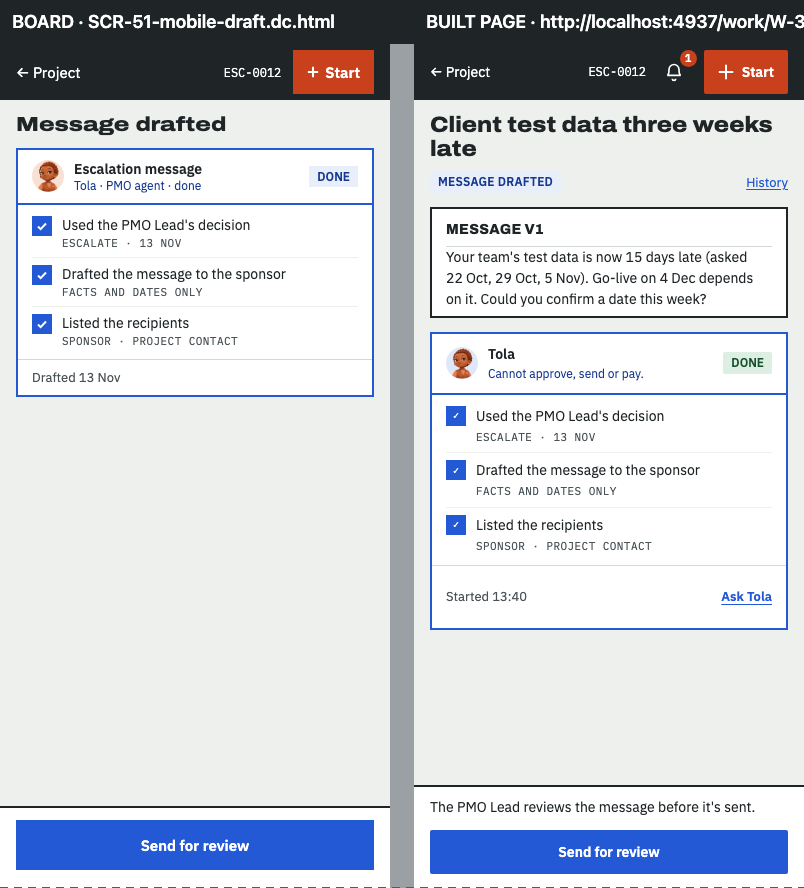 BOARD · SCR-51-mobile-draft.dc.html
← Project
ESC-0012
+ Start
Message drafted
Escalation message
Tola · PMO agent · done
DONE
Used the PMO Lead's decision
ESCALATE · 13 NOV
Drafted the message to the sponsor
FACTS AND DATES ONLY
Listed the recipients
SPONSOR · PROJECT CONTACT
Drafted 13 Nov
Send for review
BUILT PAGE · http://localhost:4937/work/W-3
← Project
ESC-0012
1
+ Start
Client test data three weeks
late
MESSAGE DRAFTED
History
MESSAGE V1
Your team's test data is now 15 days late (asked
22 Oct, 29 Oct, 5 Nov). Go-live on 4 Dec depends
on it. Could you confirm a date this week?
Tola
Cannot approve, send or pay.
DONE
Used the PMO Lead's decision
ESCALATE · 13 NOV
Drafted the message to the sponsor
FACTS AND DATES ONLY
Listed the recipients
SPONSOR · PROJECT CONTACT
Started 13:40
Ask Tola
The PMO Lead reviews the message before it's sent.
Send for review